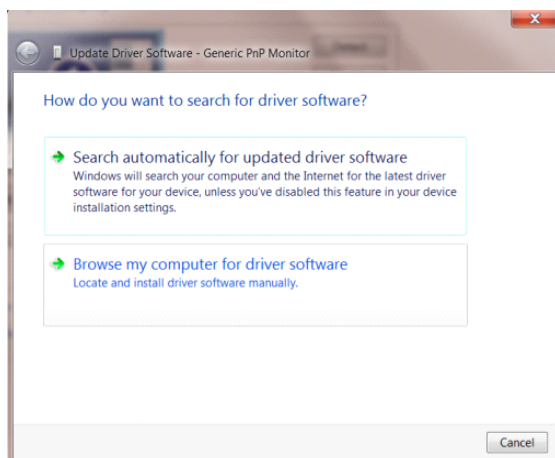 Update Driver Software - Generic PnP Monitor
How do you want to search for driver software?
Search automatically for updated driver software
Windows will search your computer and the Internet for the latest driver
software for your device, unless you've disabled this feature in your device
installation settings.
Browse my computer for driver software
Locate and install driver software manually.
Cancel